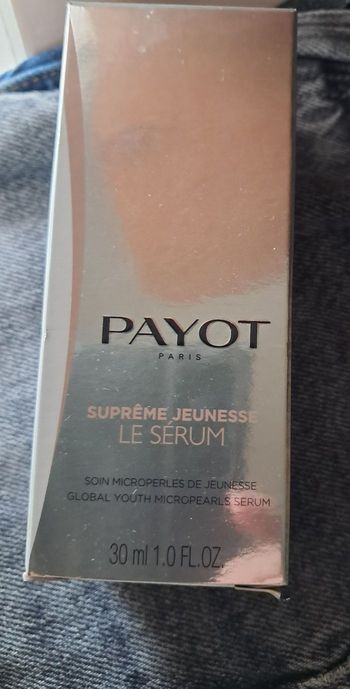 PAYOT
PARIS
SUPRÊME JEUNESSE
LE SÉRUM
SOIN MICROPERLES DE JEUNESSE
GLOBAL YOUTH MICROPEARLS SERUM
30 ml 1.0 FL.OZ.